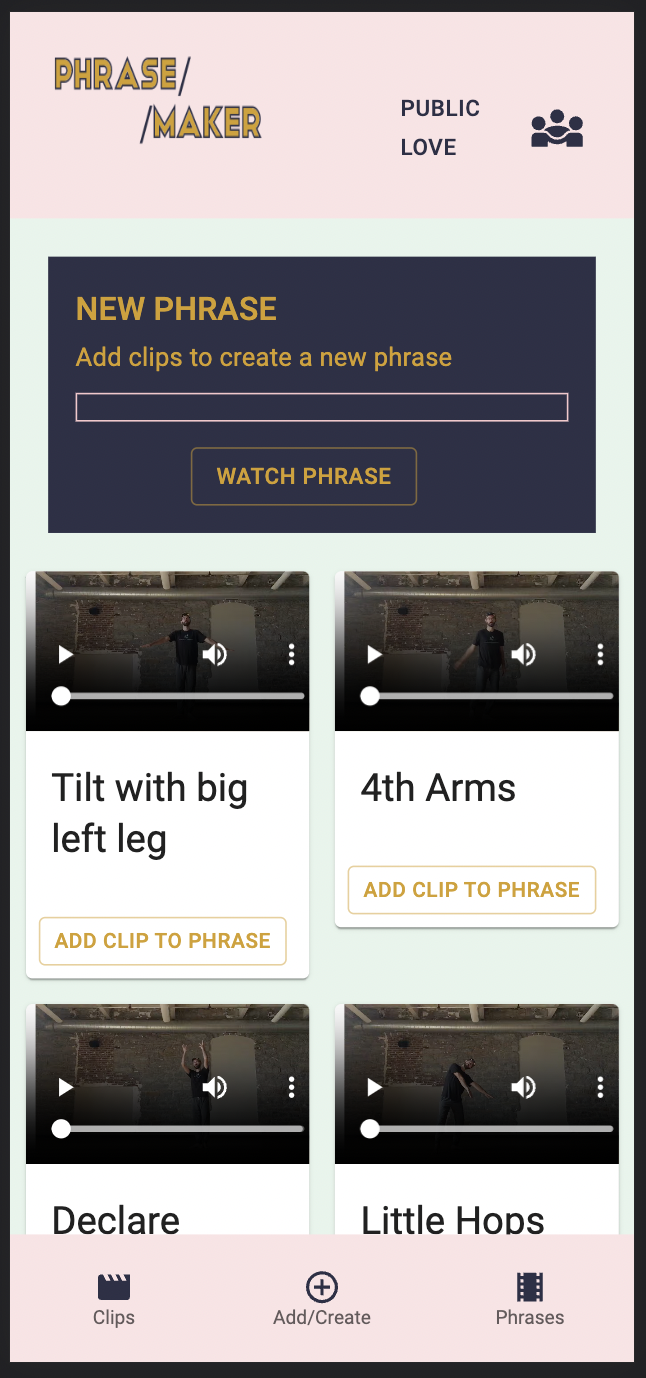 PHRASE/
/MAKER
PUBLIC
LOVE
NEW PHRASE
Add clips to create a new phrase
WATCH PHRASE
Tilt with big
left leg
ADD CLIP TO PHRASE
4th Arms
ADD CLIP TO PHRASE
Declare
Little Hops
Clips
Add/Create
Phrases